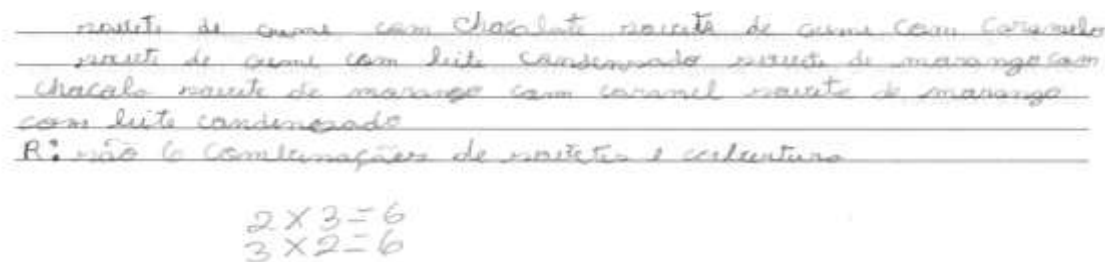 sorvete de creme com chocolate sorvete de creme com caramelo
sorvete de creme com leite condensado sorvete de morango com
chacalo sorvete de morango com caramel sorvete de morango
com leite condensado
R: são 6 combinações de sorvetes e cobertura
2 X 3 = 6
3 X 2 = 6